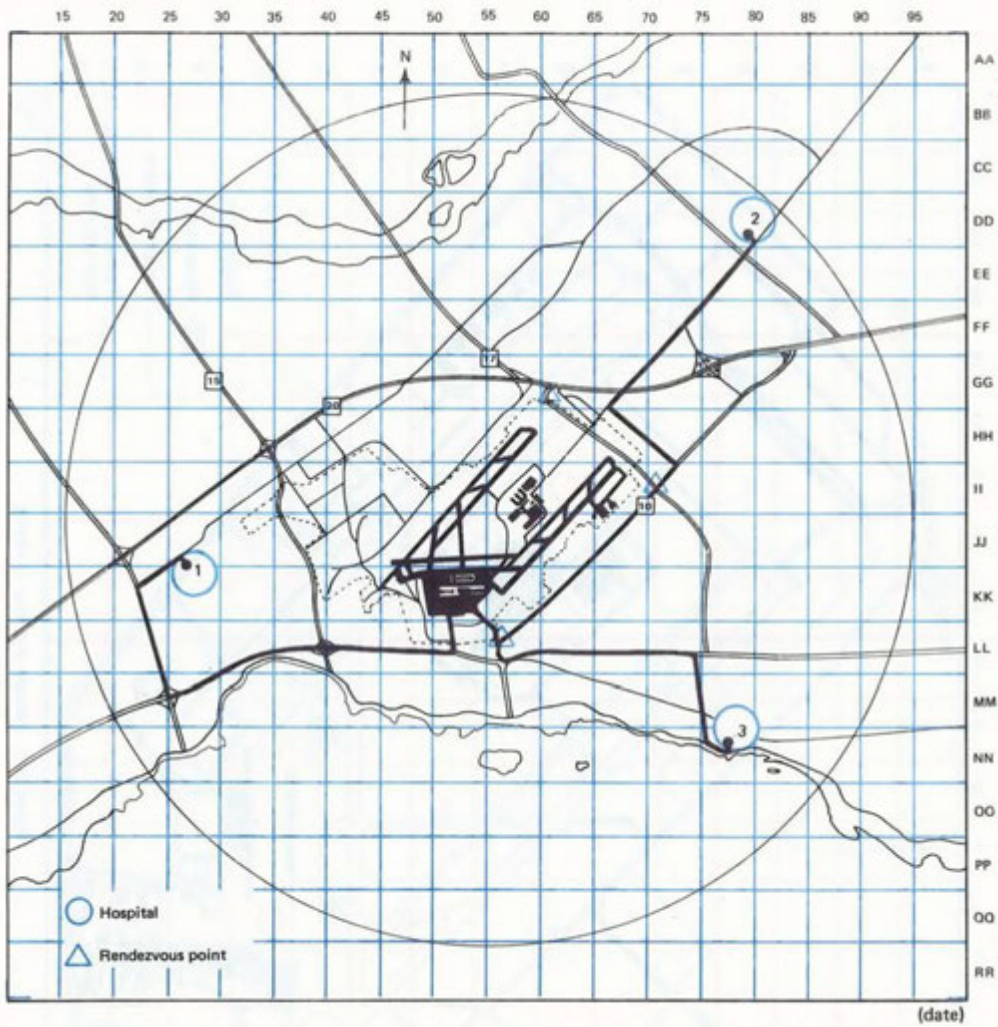 15 20 25 30 35 40 45 50 55 60 65 70 75 80 85 90 95
AA
N
BB
CC
2
DD
EE
FF
17
15
GG
20
HH
II
10
JJ
1
KK
LL
MM
3
NN
OO
PP
Hospital
QQ
Rendezvous point
RR
(date)